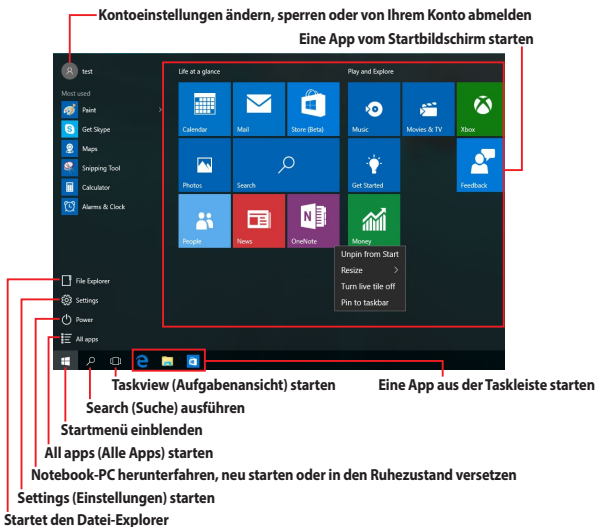 Kontoeinstellungen ändern, sperren oder von Ihrem Konto abmelden
Eine App vom Startbildschirm starten
test
Most used
Paint
Get Skype
Maps
Snipping Tool
Calculator
Alarms & Clock
File Explorer
Settings
Power
All apps
Life at a glance
Play and Explore
Calendar
Mail
Store (Beta)
Music
Movies & TV
Xbox
Photos
Search
Get Started
Feedback
People
News
OneNote
Money
Unpin from Start
Resize
Turn live tile off
Pin to taskbar
Taskview (Aufgabenansicht) starten
Eine App aus der Taskleiste starten
Search (Suche) ausführen
Startmenü einblenden
All apps (Alle Apps) starten
Notebook-PC herunterfahren, neu starten oder in den Ruhezustand versetzen
Settings (Einstellungen) starten
Startet den Datei-Explorer